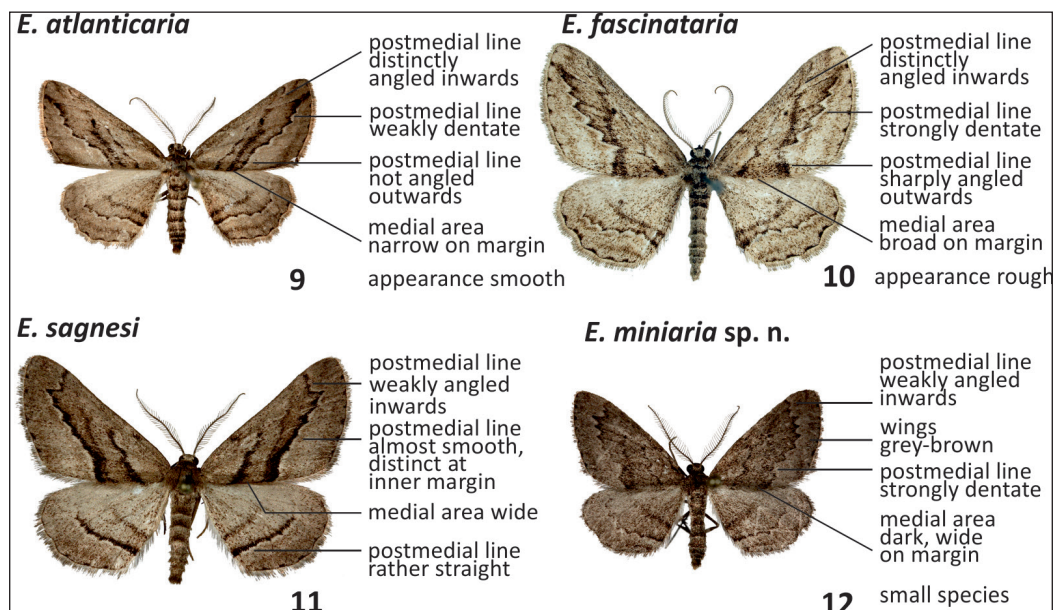 E. atlanticaria
postmedial line
distinctly
angled inwards
postmedial line
weakly dentate
postmedial line
not angled
outwards
medial area
narrow on margin
9
appearance smooth
E. fascinataria
postmedial line
distinctly
angled inwards
postmedial line
strongly dentate
postmedial line
sharply angled
outwards
medial area
broad on margin
10
appearance rough
E. sagnesi
postmedial line
weakly angled
inwards
postmedial line
almost smooth,
distinct at
inner margin
medial area wide
postmedial line
rather straight
11
E. miniaria sp. n.
postmedial line
weakly angled
inwards
wings
grey-brown
postmedial line
strongly dentate
medial area
dark, wide
on margin
12
small species